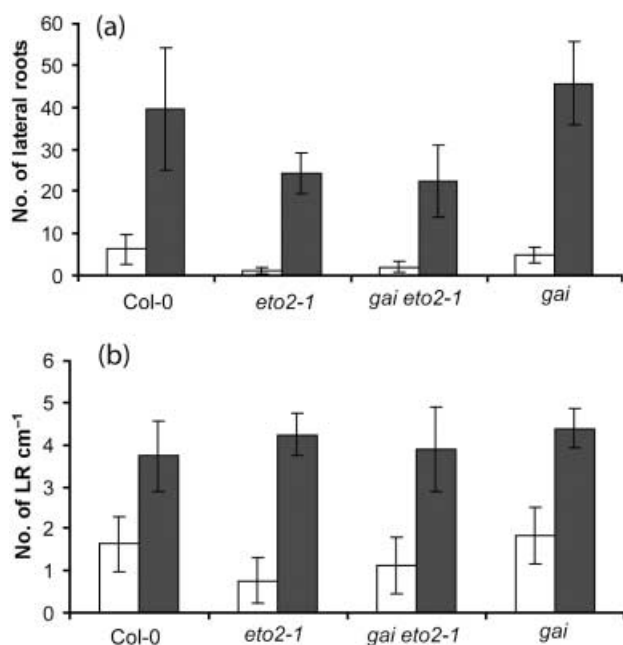 (a)
No. of lateral roots
60
50
40
30
20
10
0
Col-0 eto2-1 gai eto2-1 gai
(b)
No. of LR cm⁻¹
6
5
4
3
2
1
0
Col-0 eto2-1 gai eto2-1 gai